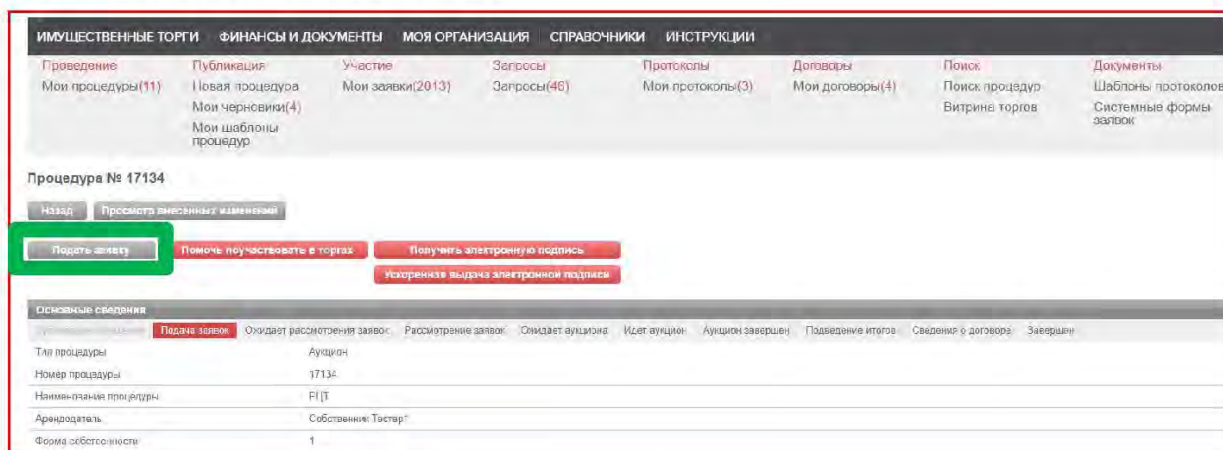 ИМУЩЕСТВЕННЫЕ ТОРГИ ФИНАНСЫ И ДОКУМЕНТЫ МОЯ ОРГАНИЗАЦИЯ СПРАВОЧНИКИ ИНСТРУКЦИИ
Проведение Публикация Участие Запросы Протоколы Договоры Поиск Документы
Мои процедуры(11) Новая процедура Мои заявки(2013) Запросы(46) Мои протоколы(3) Мои договоры(4) Поиск процедур Шаблоны протоколов
Мои черновики(4) Витрина торгов Системные формы заявок
Мои шаблоны процедур
Процедура № 17134
Назад Просмотр внесенных изменений
Подать заявку Помочь поучаствовать в торгах Получить электронную подпись
Ускоренная выдача электронной подписи
Основные сведения
Подача заявок Ожидает рассмотрения заявок Рассмотрение заявок Ожидает аукциона Идет аукцион Аукцион завершен Подведение итогов Сведения о договоре Завершен
Тип процедуры Аукцион
Номер процедуры 17134
Наименование процедуры
Арендодатель Собственник Тестер*
Форма собственности 1